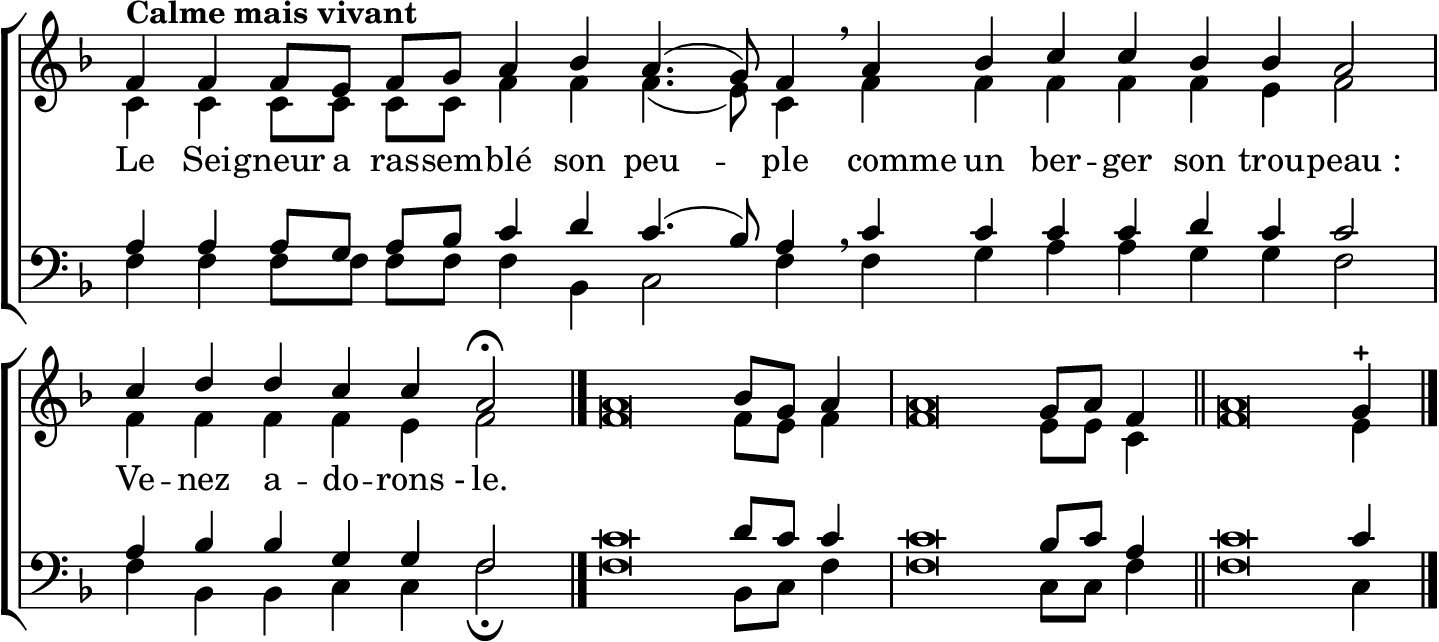 Calme mais vivant
Le Seigneur a rassemblé son peu - ple comme un ber - ger son troupeau :
Ve - nez a - do - rons - le.